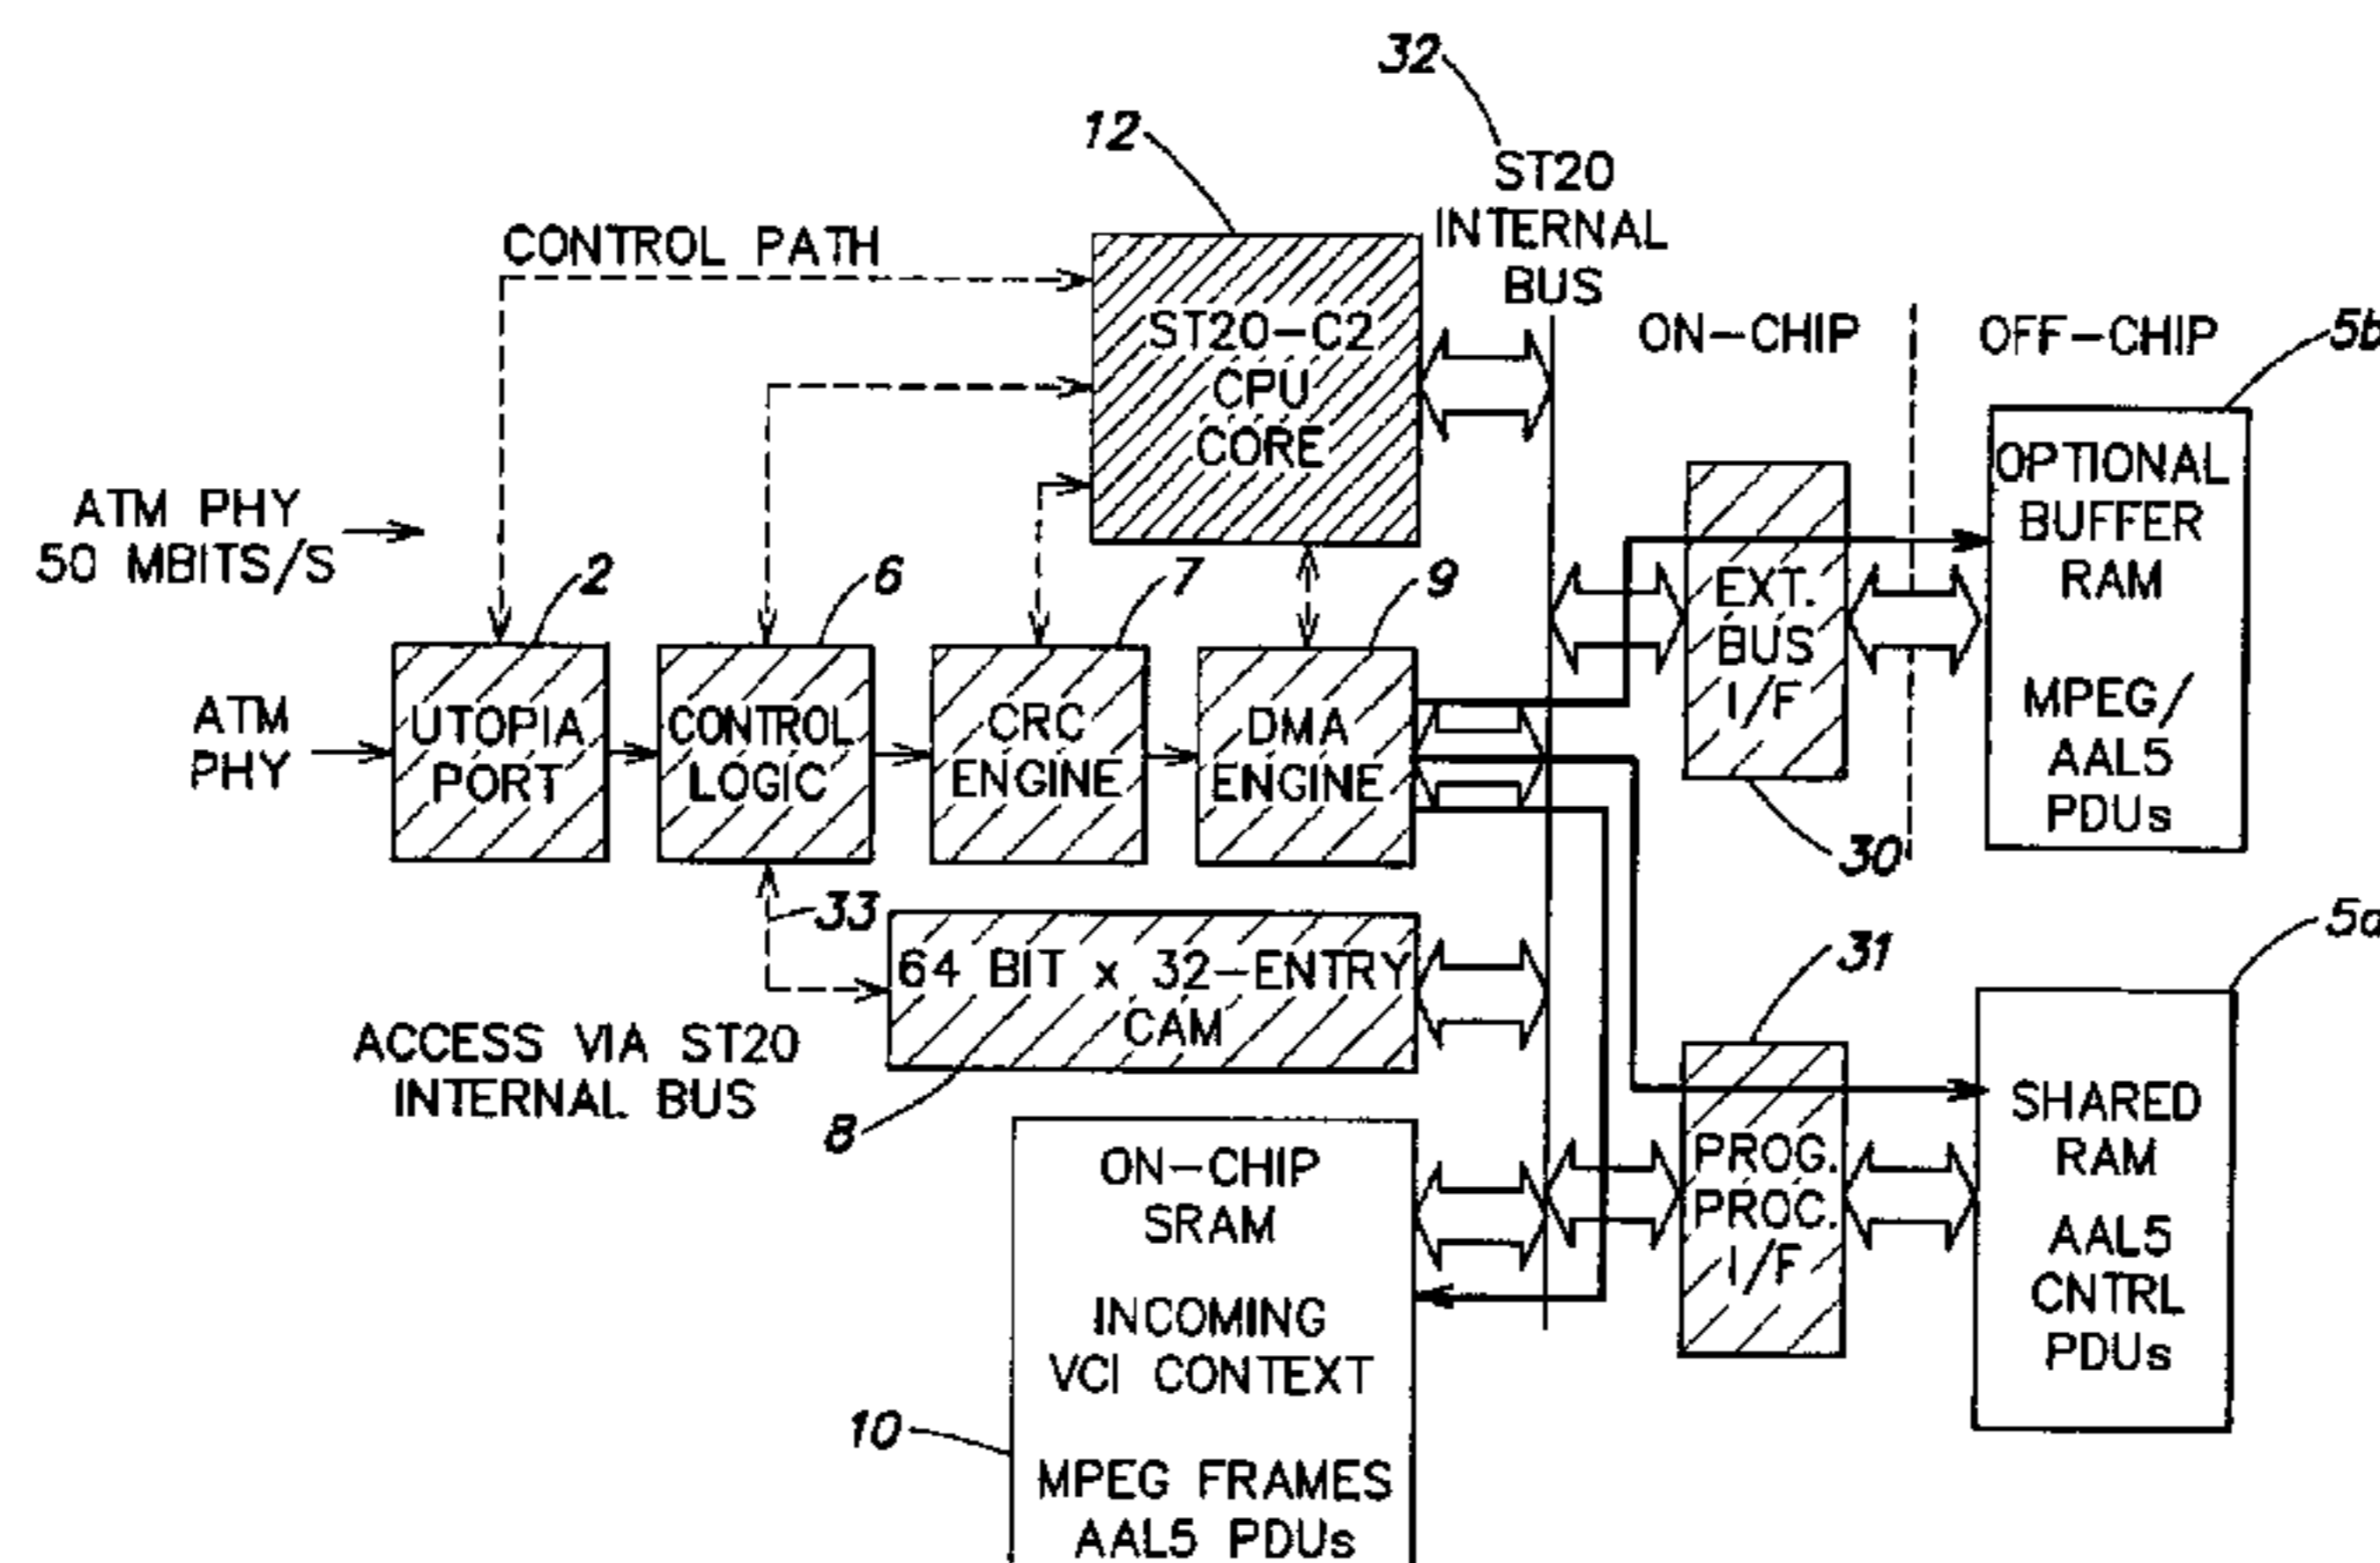 32
12
ST20
INTERNAL
BUS
CONTROL PATH
ST20-C2
CPU
CORE
ON-CHIP
OFF-CHIP
5b
ATM PHY
50 MBITS/S
OPTIONAL
BUFFER
RAM
MPEG/
AAL5
PDUs
2
6
7
9
EXT.
BUS
I/F
ATM
PHY
UTOPIA
PORT
CONTROL
LOGIC
CRC
ENGINE
DMA
ENGINE
30
33
64 BIT x 32-ENTRY
CAM
31
5a
ACCESS VIA ST20
INTERNAL BUS
8
ON-CHIP
SRAM
INCOMING
VCI CONTEXT
MPEG FRAMES
AAL5 PDUs
10
PROG.
PROC.
I/F
SHARED
RAM
AAL5
CNTRL
PDUs